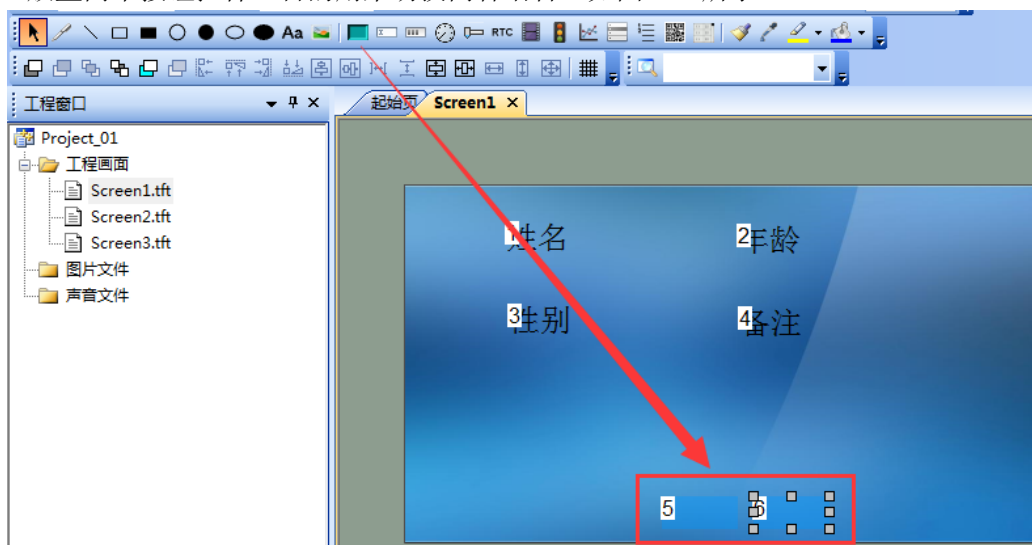 Aa RTC
工程窗口
起始页 Screen1
Project_01
工程画面
Screen1.tft
Screen2.tft
Screen3.tft
图片文件
声音文件
1 姓名 2 年龄
3 性别 4 备注
5 6